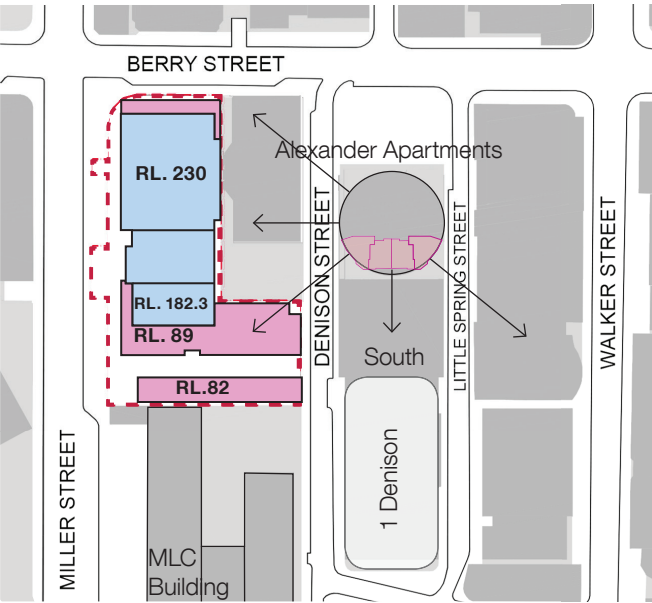 BERRY STREET
Alexander Apartments
RL. 230
DENISON STREET
LITTLE SPRING STREET
WALKER STREET
RL. 182.3
RL. 89
South
RL.82
1 Denison
MILLER STREET
MLC
Building